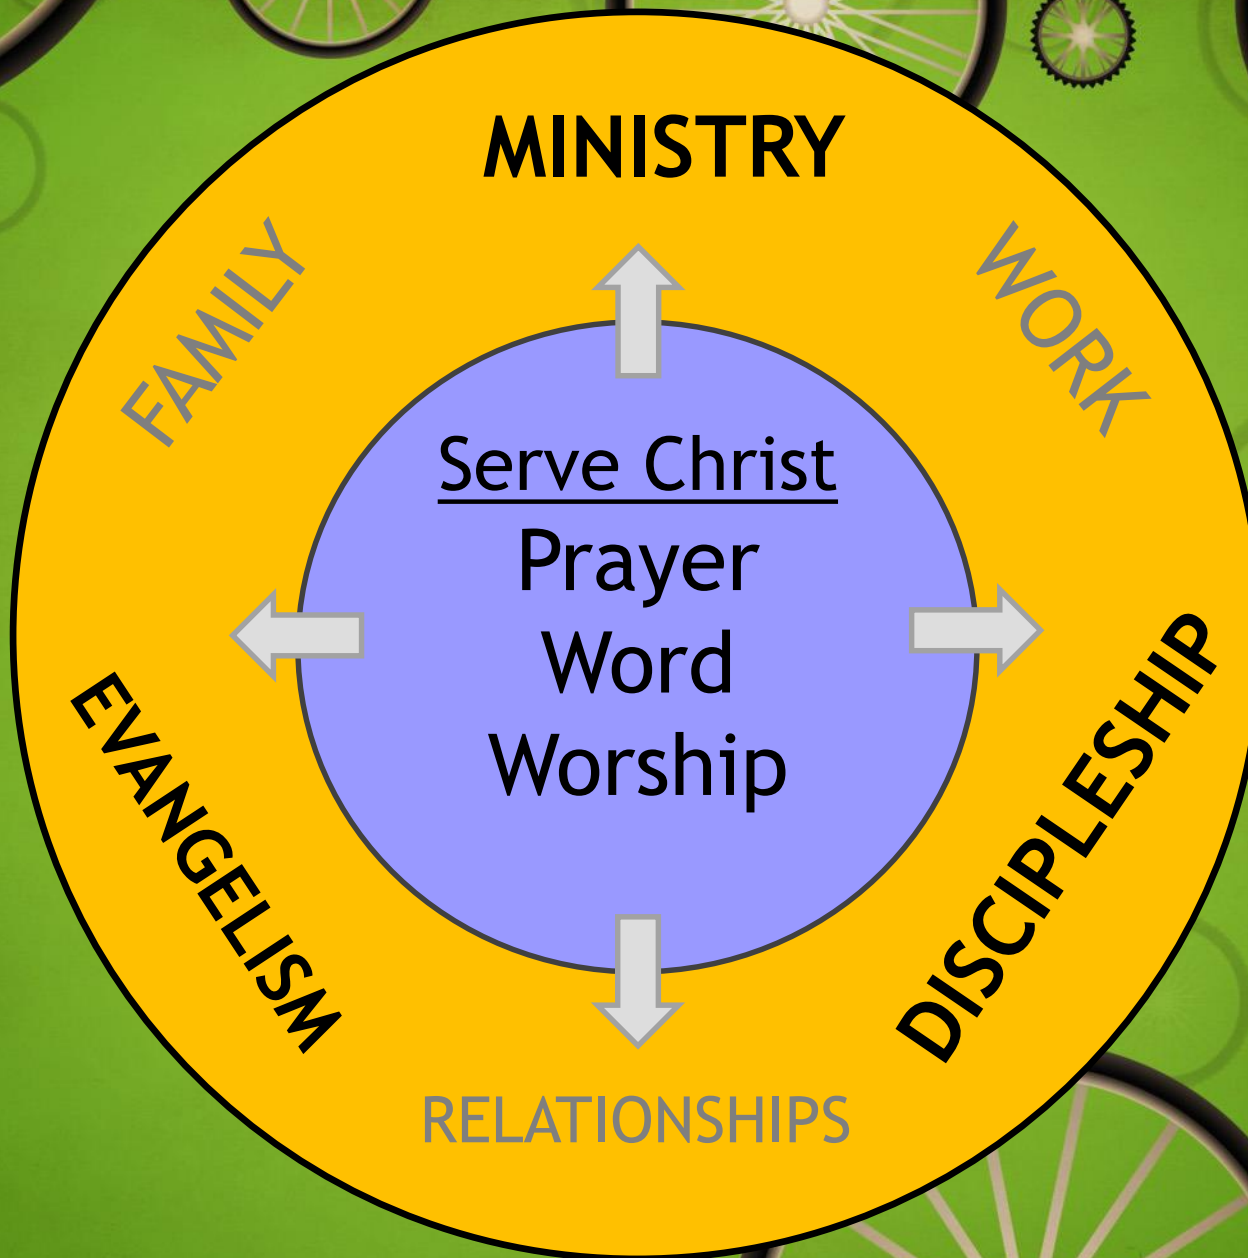 MINISTRY
FAMILY
WORK
Serve Christ
Prayer
Word
Worship
EVANGELISM
DISCIPLESHIP
RELATIONSHIPS